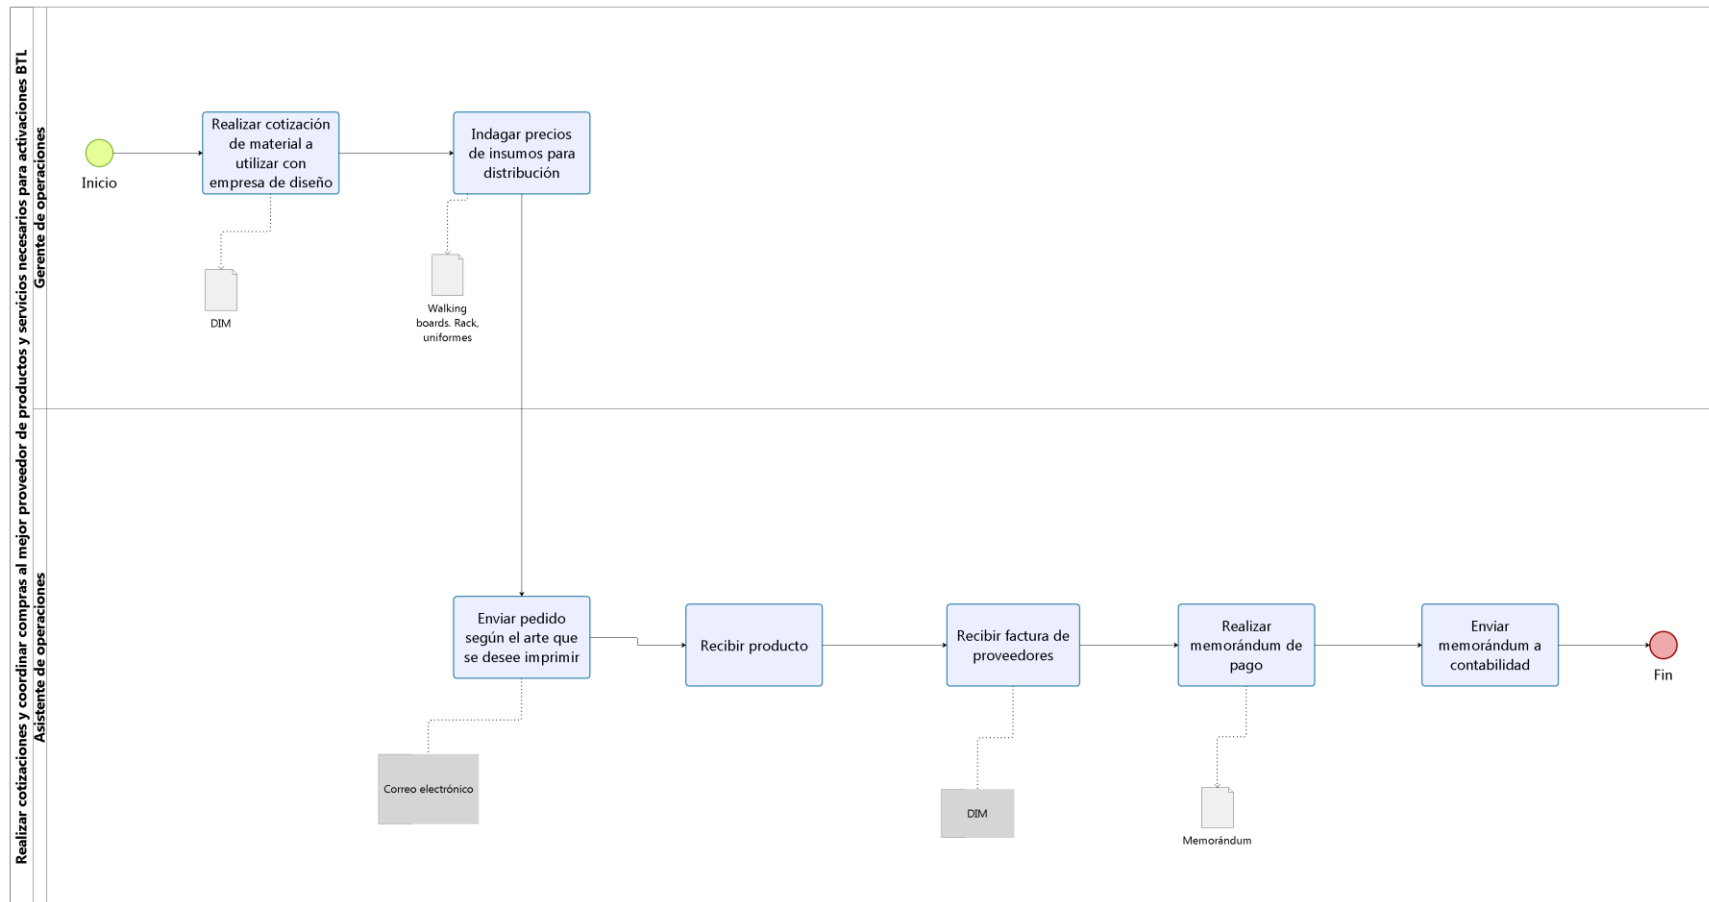 Realizar cotizaciones y coordinar compras al mejor proveedor de productos y servicios necesarios para activaciones BTL
Gerente de operaciones
Inicio
Realizar cotización
de material a
utilizar con
empresa de diseño
Indagar precios
de insumos para
distribución
DIM
Walking
boards. Rack,
uniformes
Asistente de operaciones
Enviar pedido
según el arte que
se desee imprimir
Recibir producto
Recibir factura de
proveedores
Realizar
memorándum de
pago
Enviar
memorándum a
contabilidad
Fin
Correo electrónico
DIM
Memorándum